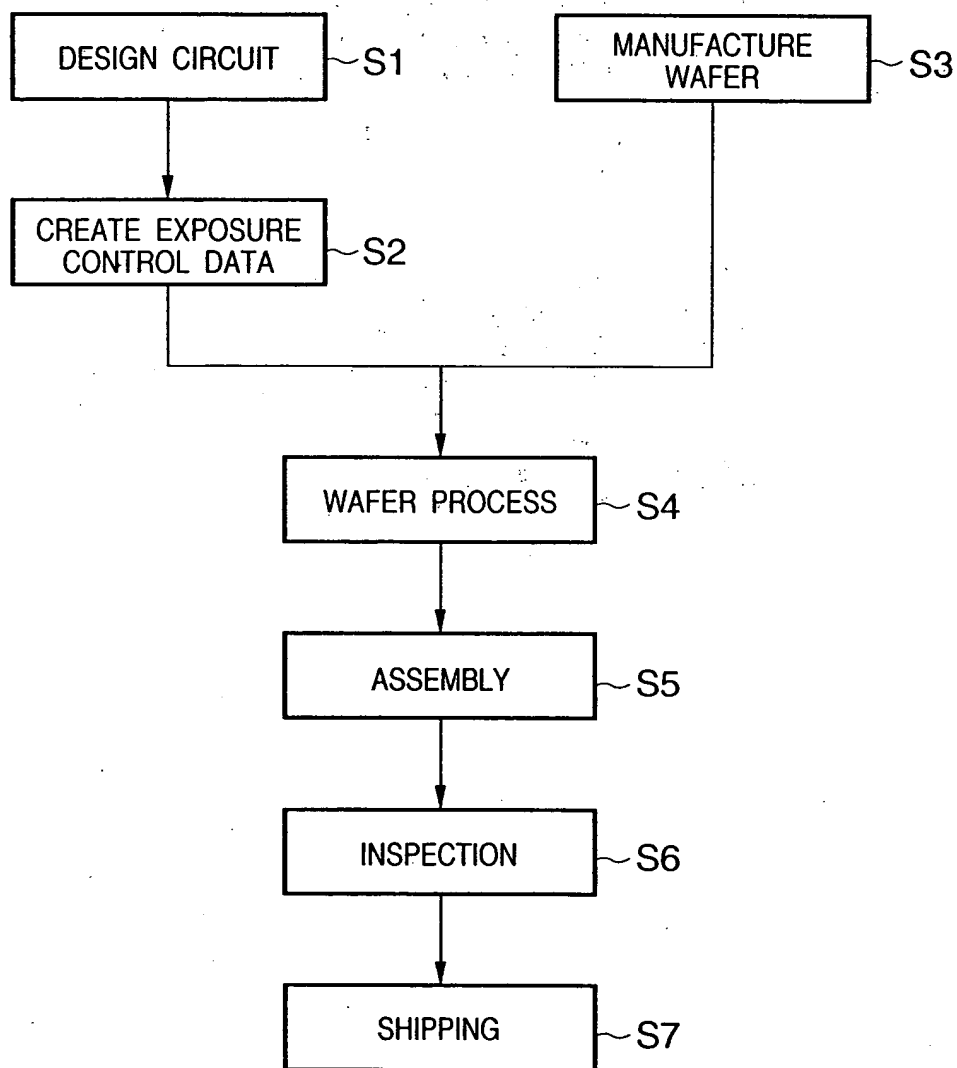 DESIGN CIRCUIT
S1
MANUFACTURE
WAFER
S3
CREATE EXPOSURE
CONTROL DATA
S2
WAFER PROCESS
S4
ASSEMBLY
S5
INSPECTION
S6
SHIPPING
S7